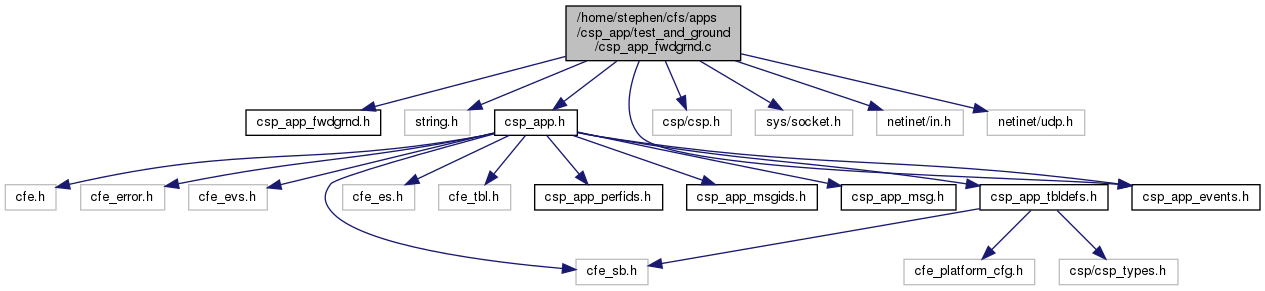 /home/stephen/cfs/apps
/csp_app/test_and_ground
/csp_app_fwdgrnd.c
csp_app_fwdgrnd.h
string.h
csp_app.h
csp/csp.h
sys/socket.h
netinet/in.h
netinet/udp.h
cfe.h
cfe_error.h
cfe_evs.h
cfe_es.h
cfe_tbl.h
csp_app_perfids.h
csp_app_msgids.h
csp_app_msg.h
csp_app_tbldefs.h
csp_app_events.h
cfe_sb.h
cfe_platform_cfg.h
csp/csp_types.h